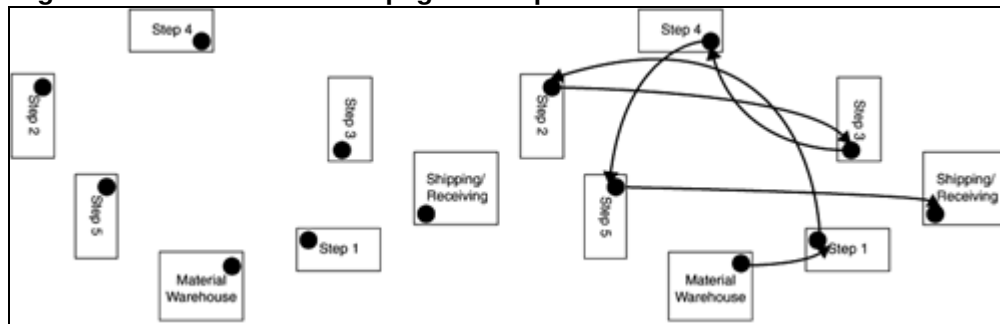 Step 4
Step 2
Step 3
Shipping/
Receiving
Step 5
Step 1
Material
Warehouse
Step 4
Step 2
Step 3
Shipping/
Receiving
Step 5
Step 1
Material
Warehouse